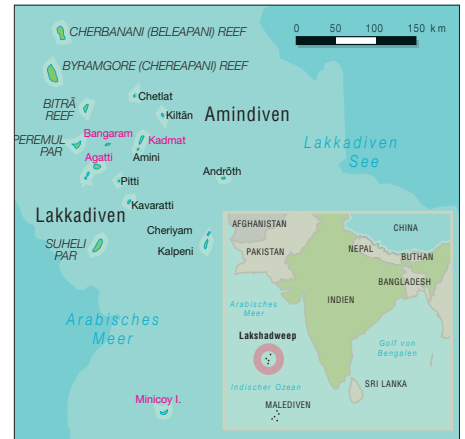 CHERBANANI (BELEAPANI) REEF
0 50 100 150 km
BYRAMGORE (CHEREAPANI) REEF
Chetlat
BITRĀ
REEF
Kiltān
Amindiven
PEREMUL
PAR
Bangaram
Kadmat
Lakkadiven
See
Agatti
Amini
Pitti
Andrōth
Kavaratti
Lakkadiven
Cheriyam
SUHELI
PAR
Kalpeni
Arabisches
Meer
Minicoy I.
AFGHANISTAN
CHINA
PAKISTAN
NEPAL
BUTHAN
BANGLADESH
INDIEN
Arabisches
Meer
Lakshadweep
Golf von
Bengalen
Indischer Ozean
SRI LANKA
MALEDIVEN